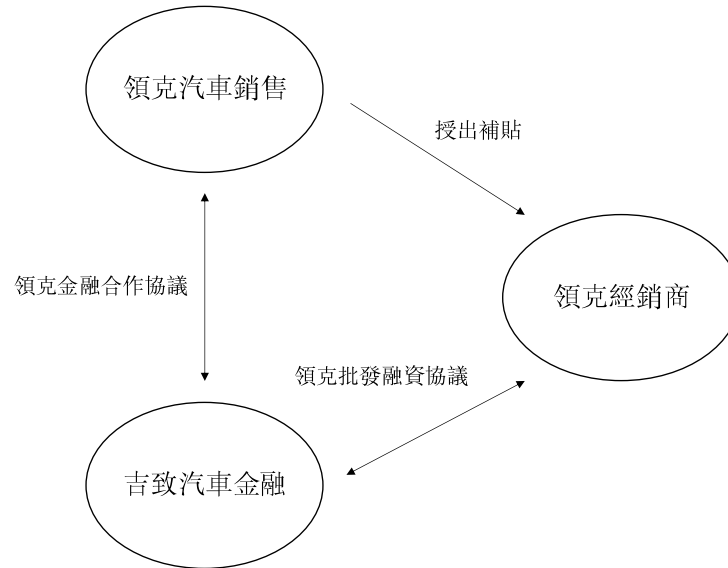 領克汽車銷售
授出補貼
領克金融合作協議
領克經銷商
領克批發融資協議
吉致汽車金融